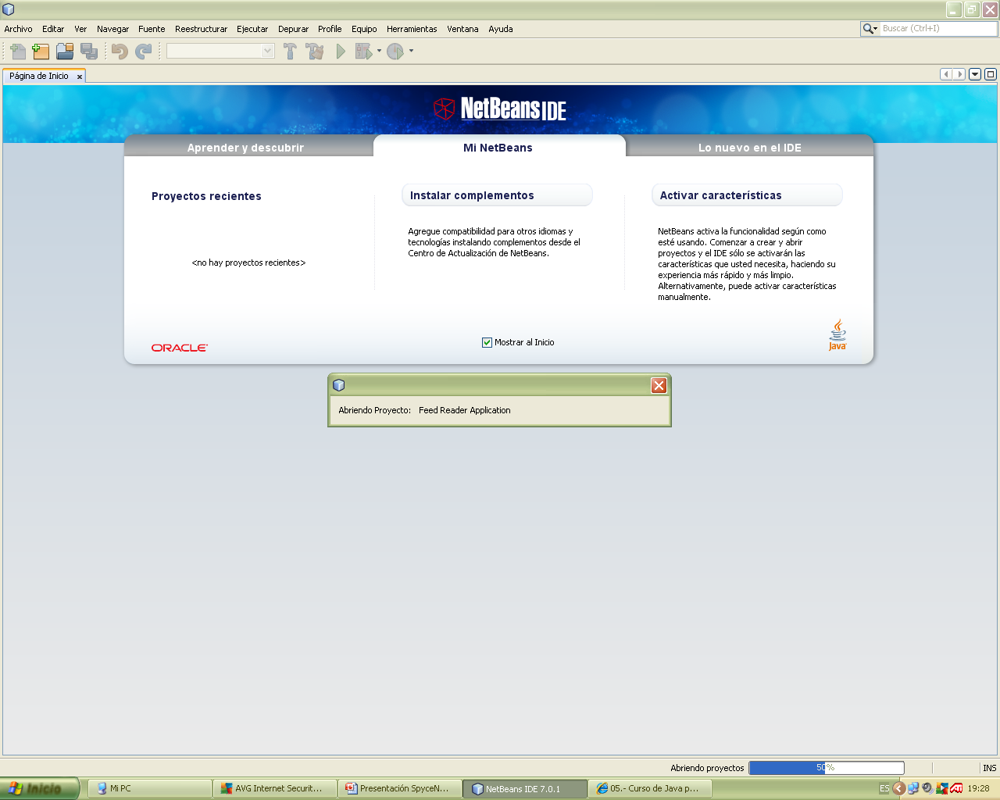 Archivo Editar Ver Navegar Fuente Reestructurar Ejecutar Depurar Profile Equipo Herramientas Ventana Ayuda
Buscar (Ctrl+I)
Página de Inicio
NetBeans IDE
Aprender y descubrir
Mi NetBeans
Lo nuevo en el IDE
Proyectos recientes
<no hay proyectos recientes>
Instalar complementos
Agregue compatibilidad para otros idiomas y
tecnologías instalando complementos desde el
Centro de Actualización de NetBeans.
Activar características
NetBeans activa la funcionalidad según como
esté usando. Comenzar a crear y abrir
proyectos y el IDE sólo se activarán las
características que usted necesita, haciendo su
experiencia más rápido y más limpio.
Alternativamente, puede activar características
manualmente.
ORACLE
Mostrar al Inicio
Java
Abriendo Proyecto: Feed Reader Application
Abriendo proyectos 50% INS
Inicio Mi PC AVG Internet Securit... Presentación SpyceN... NetBeans IDE 7.0.1 05.- Curso de Java p... ES 19:28